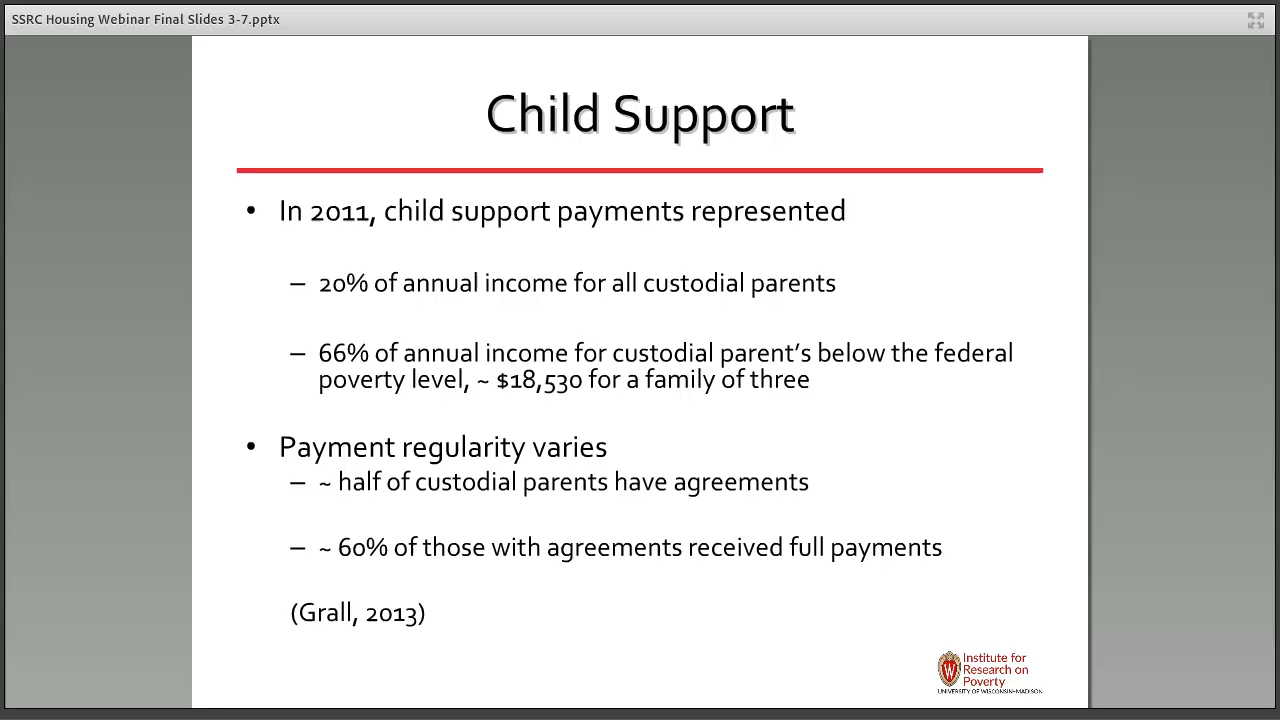 SSRC Housing Webinar Final Slides 3-7.pptx
Child Support
• In 2011, child support payments represented
– 20% of annual income for all custodial parents
– 66% of annual income for custodial parent’s below the federal
poverty level, ~ $18,530 for a family of three
• Payment regularity varies
– ~ half of custodial parents have agreements
– ~ 60% of those with agreements received full payments
(Grall, 2013)
Institute for
Research on
Poverty
UNIVERSITY OF WISCONSIN–MADISON